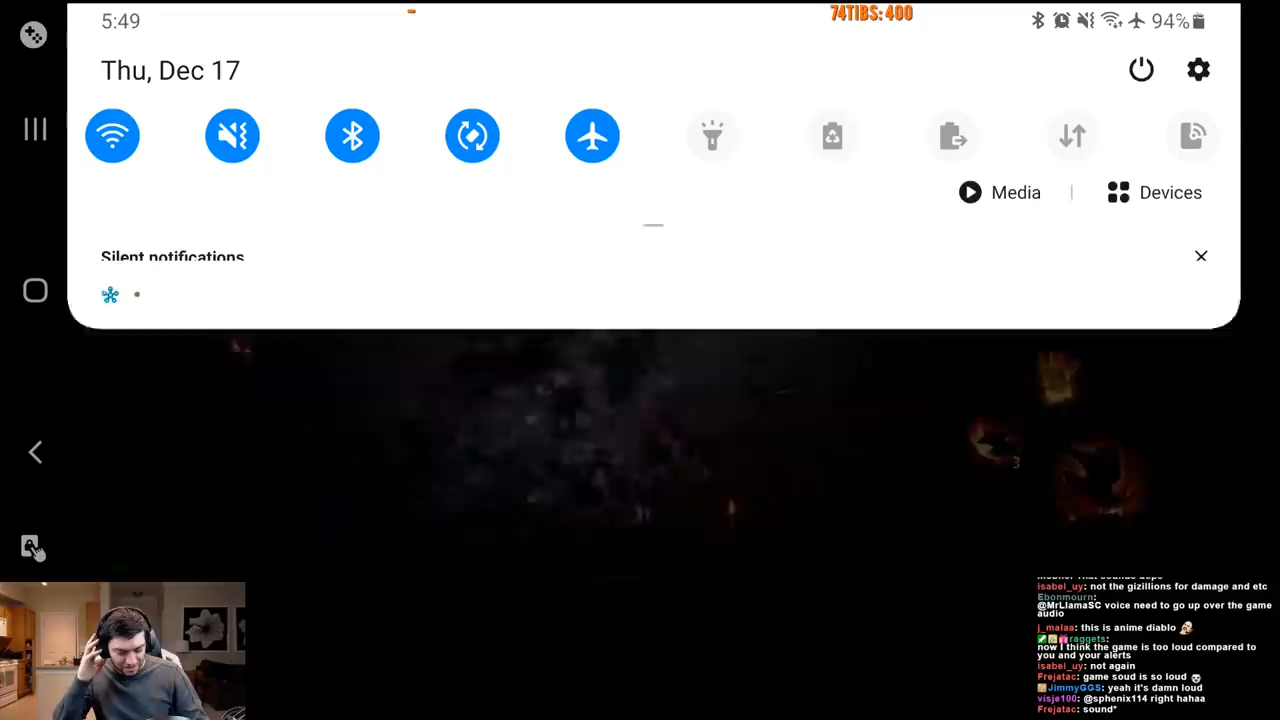 74TIBS: 400
5:49
94%
Thu, Dec 17
Media
Devices
Silent notifications
3
isabel_uy: not the gizillions for damage and etc
Ebonmourn:
@MrLlamaSC voice need to go up over the game
audio
j_malaa: this is anime diablo
raggets:
now I think the game is too loud compared to
you and your alerts
isabel_uy: not again
Frejatac: game soud is so loud
JimmyGGS: yeah it's damn loud
visje100: @sphenix114 right hahaa
Frejatac: sound*